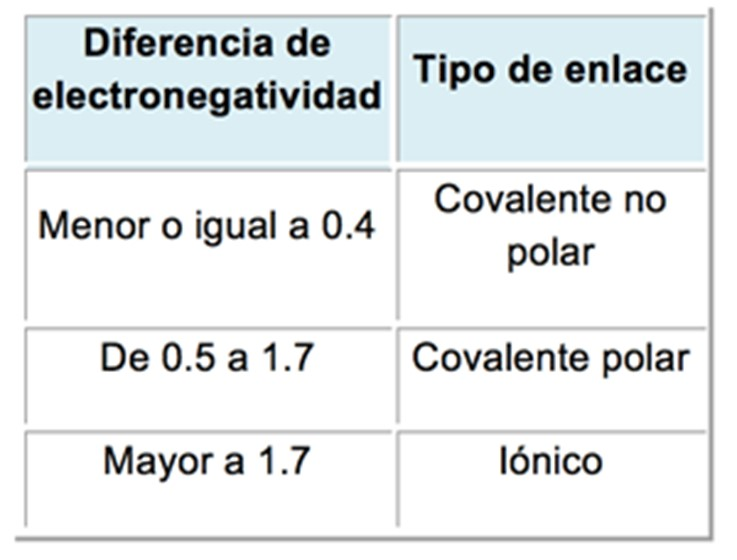 Diferencia de
electronegatividad
Tipo de enlace
Menor o igual a 0.4
Covalente no
polar
De 0.5 a 1.7
Covalente polar
Mayor a 1.7
Iónico